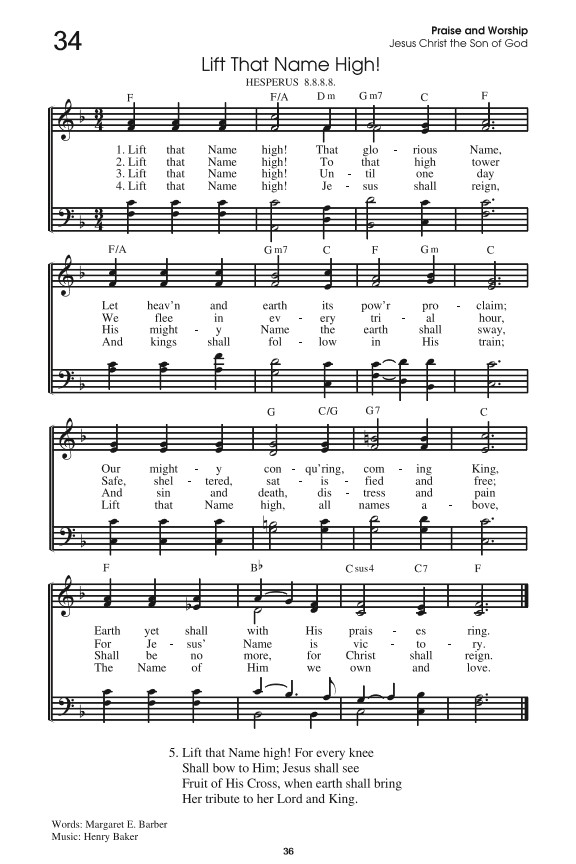 34
Praise and Worship
Jesus Christ the Son of God
Lift That Name High!
HESPERUS 8.8.8.8.
F F/A D m G m7 C F
1. Lift that Name high! That glo - rious Name,
2. Lift that Name high! To that high tower
3. Lift that Name high! Un - til one day
4. Lift that Name high! Je - sus shall reign,
F/A G m7 C F G m C
Let heav'n and earth its pow'r pro - claim;
We flee in ev - ery tri - al hour,
His might - y Name the earth shall sway,
And kings shall fol - low in His train;
G C/G G 7 C
Our might - y con - qu'ring, com - ing King,
Safe, shel - tered, sat - is - fied and free;
And sin and death, dis - tress and pain
Lift that Name high, all names a - bove,
F B♭ C sus4 C7 F
Earth yet shall with His prais - es ring.
For Je - sus' Name is vic - to - ry.
Shall be no more, for Christ shall reign.
The Name of Him we own and love.
5. Lift that Name high! For every knee
Shall bow to Him; Jesus shall see
Fruit of His Cross, when earth shall bring
Her tribute to her Lord and King.
Words: Margaret E. Barber
Music: Henry Baker
36